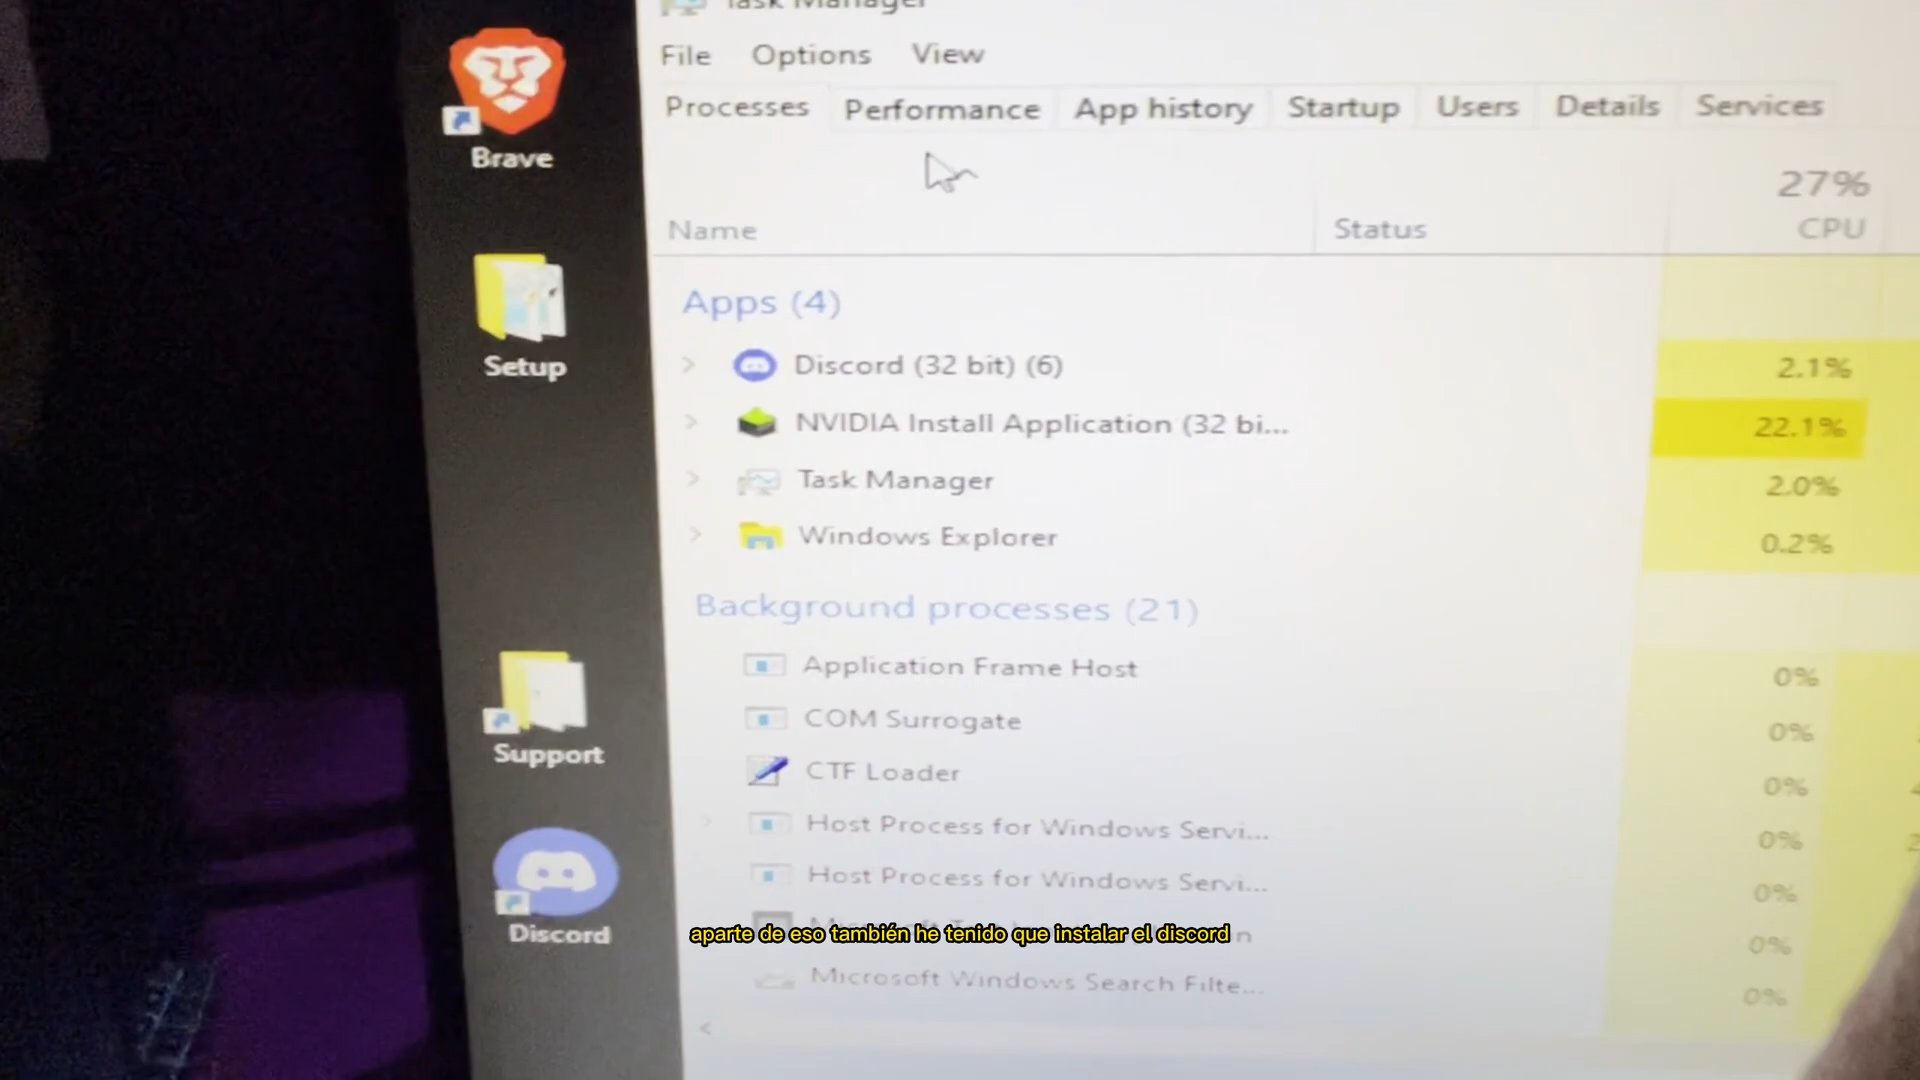 Task Manager
File Options View
Processes Performance App history Startup Users Details Services
27%
Name Status CPU
Apps (4)
Discord (32 bit) (6) 2.1%
NVIDIA Install Application (32 bi... 22.1%
Task Manager 2.0%
Windows Explorer 0.2%
Background processes (21)
Application Frame Host 0%
COM Surrogate 0%
CTF Loader 0%
Host Process for Windows Servi... 0%
Host Process for Windows Servi... 0%
0%
Microsoft Windows Search Filte... 0%
Brave
Setup
Support
Discord
aparte de eso también he tenido que instalar el discord